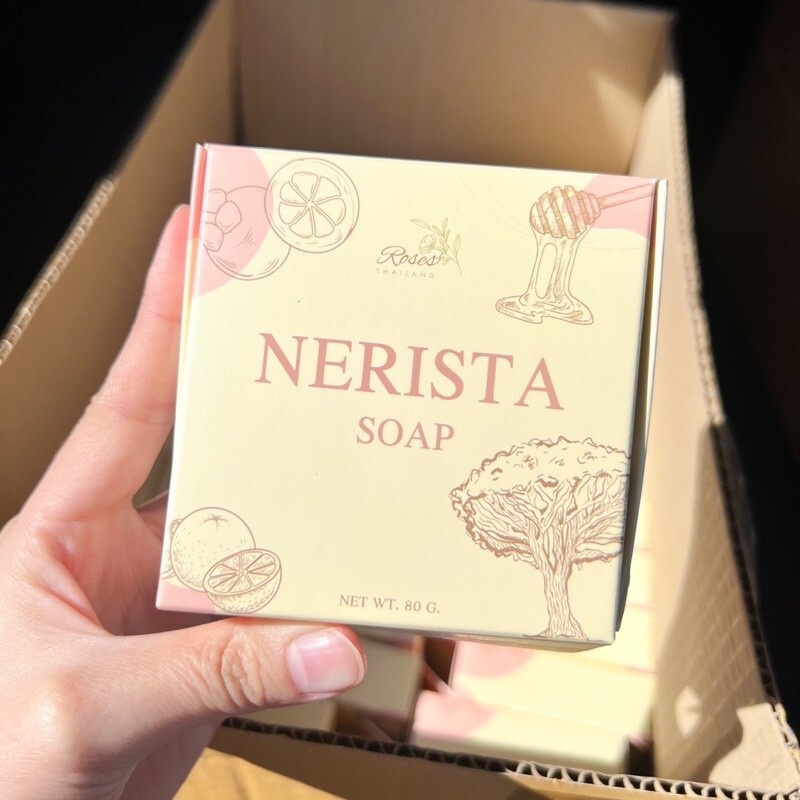 Roses
THAILAND
NERISTA
SOAP
NET WT. 80 G.